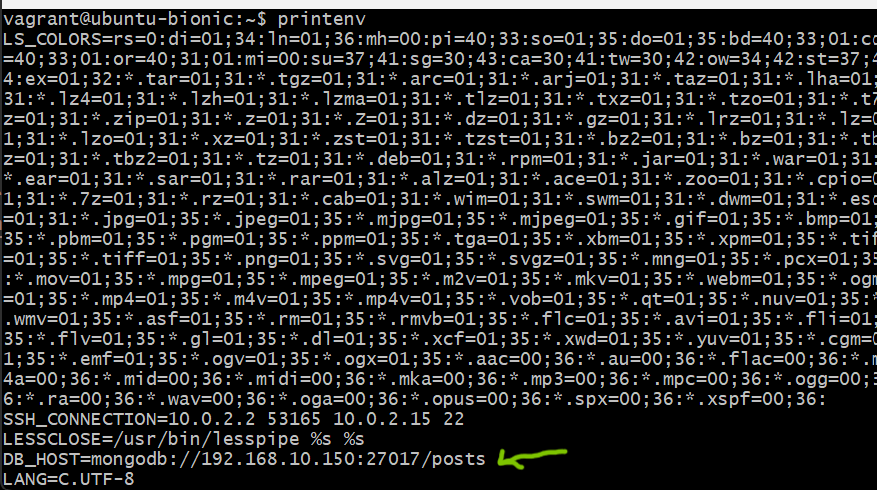 vagrant@ubuntu-bionic:~$ printenv
LS_COLORS=rs=0:di=01;34:ln=01;36:mh=00:pi=40;33:so=01;35:do=01;35:bd=40;33;01:cd
=40;33;01:or=40;31;01:mi=00:su=37;41:sg=30;43:ca=30;41:tw=30;42:ow=34;42:st=37;4
4:ex=01;32:*.tar=01;31:*.tgz=01;31:*.arc=01;31:*.arj=01;31:*.taz=01;31:*.lha=01;
31:*.lz4=01;31:*.lzh=01;31:*.lzma=01;31:*.tlz=01;31:*.txz=01;31:*.tzo=01;31:*.t7
z=01;31:*.zip=01;31:*.z=01;31:*.Z=01;31:*.dz=01;31:*.gz=01;31:*.lrz=01;31:*.lz=0
1;31:*.lzo=01;31:*.xz=01;31:*.zst=01;31:*.tzst=01;31:*.bz2=01;31:*.bz=01;31:*.tb
z=01;31:*.tbz2=01;31:*.tz=01;31:*.deb=01;31:*.rpm=01;31:*.jar=01;31:*.war=01;31:
*.ear=01;31:*.sar=01;31:*.rar=01;31:*.alz=01;31:*.ace=01;31:*.zoo=01;31:*.cpio=0
1;31:*.7z=01;31:*.rz=01;31:*.cab=01;31:*.wim=01;31:*.swm=01;31:*.dwm=01;31:*.esd
=01;31:*.jpg=01;35:*.jpeg=01;35:*.mjpg=01;35:*.mjpeg=01;35:*.gif=01;35:*.bmp=01;
35:*.pbm=01;35:*.pgm=01;35:*.ppm=01;35:*.tga=01;35:*.xbm=01;35:*.xpm=01;35:*.tif
=01;35:*.tiff=01;35:*.png=01;35:*.svg=01;35:*.svgz=01;35:*.mng=01;35:*.pcx=01;35
:*.mov=01;35:*.mpg=01;35:*.mpeg=01;35:*.m2v=01;35:*.mkv=01;35:*.webm=01;35:*.ogm
=01;35:*.mp4=01;35:*.m4v=01;35:*.mp4v=01;35:*.vob=01;35:*.qt=01;35:*.nuv=01;35:*
.wmv=01;35:*.asf=01;35:*.rm=01;35:*.rmvb=01;35:*.flc=01;35:*.avi=01;35:*.fli=01;
35:*.flv=01;35:*.gl=01;35:*.dl=01;35:*.xcf=01;35:*.xwd=01;35:*.yuv=01;35:*.cgm=0
1;35:*.emf=01;35:*.ogv=01;35:*.ogx=01;35:*.aac=00;36:*.au=00;36:*.flac=00;36:*.m
4a=00;36:*.mid=00;36:*.midi=00;36:*.mka=00;36:*.mp3=00;36:*.mpc=00;36:*.ogg=00;3
6:*.ra=00;36:*.wav=00;36:*.oga=00;36:*.opus=00;36:*.spx=00;36:*.xspf=00;36:
SSH_CONNECTION=10.0.2.2 53165 10.0.2.15 22
LESSCLOSE=/usr/bin/lesspipe %s %s
DB_HOST=mongodb://192.168.10.150:27017/posts
LANG=C.UTF-8